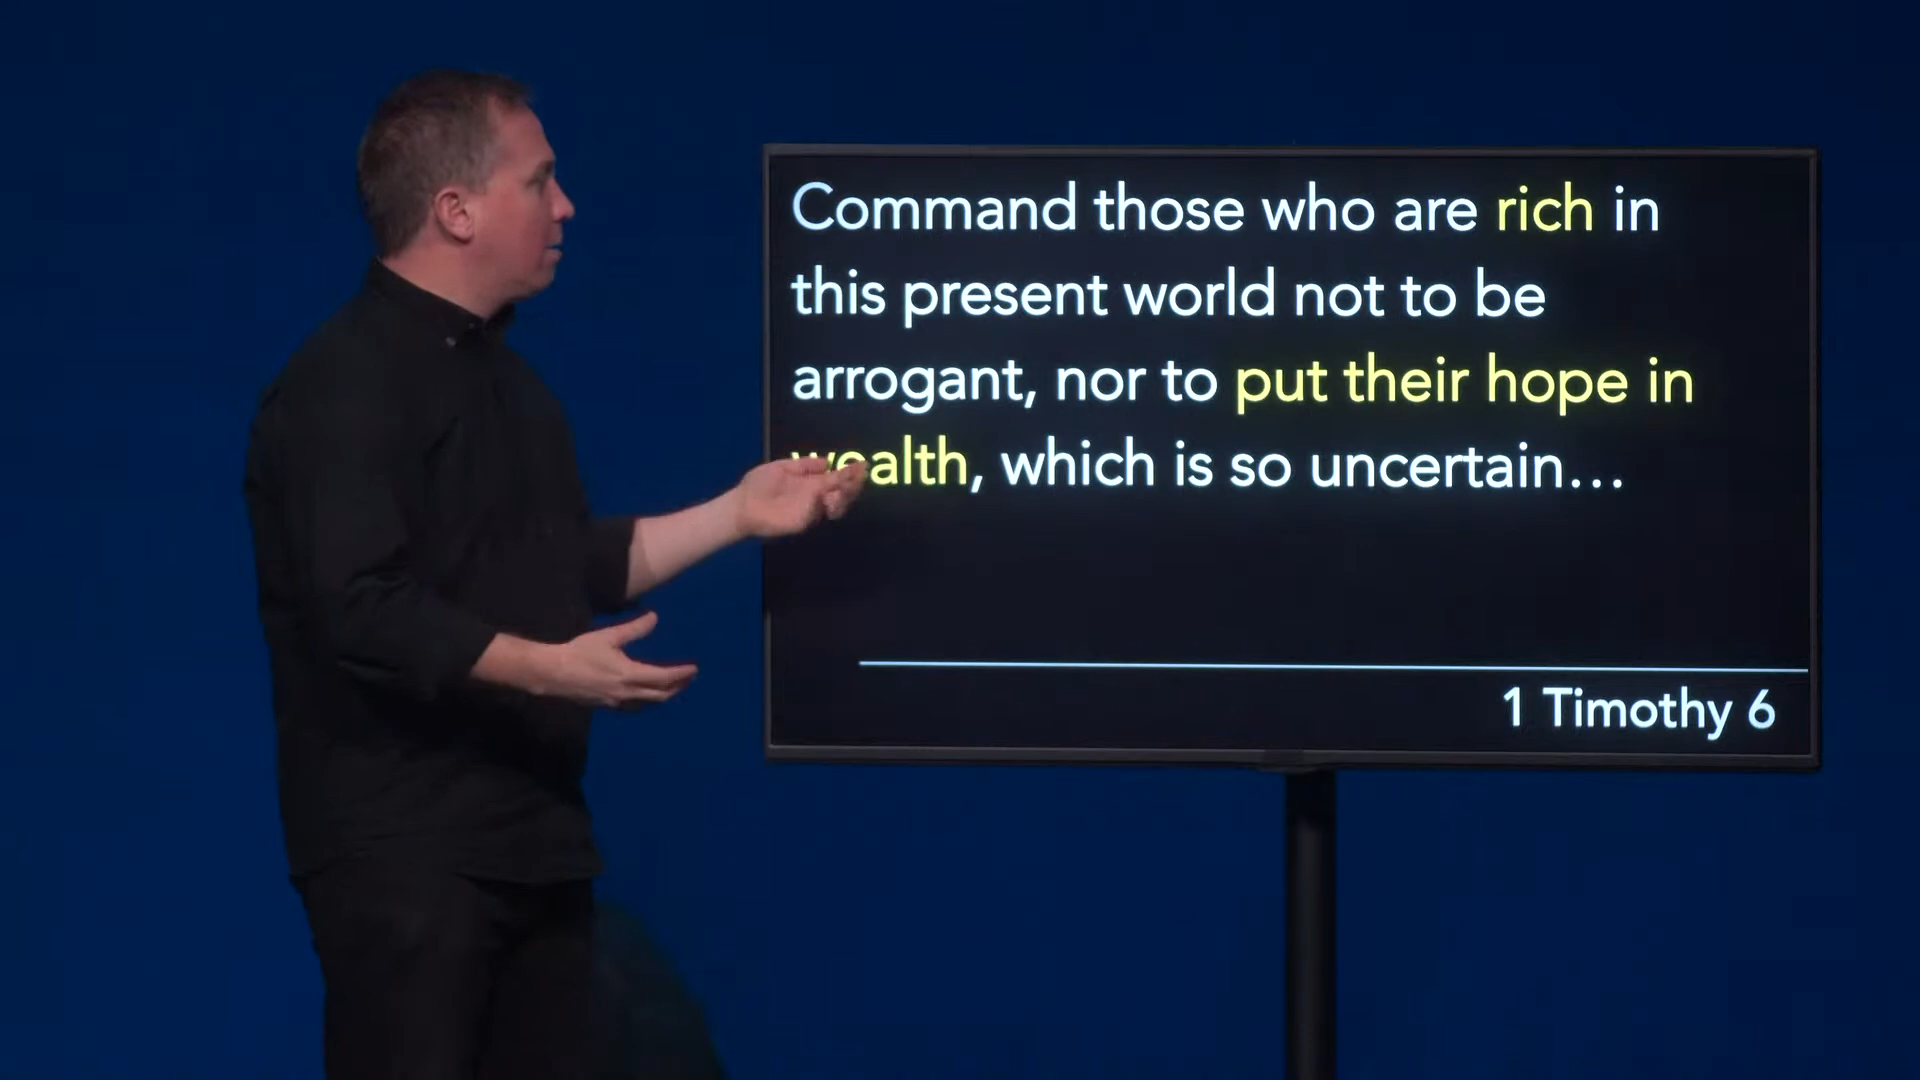 Command those who are rich in
this present world not to be
arrogant, nor to put their hope in
wealth, which is so uncertain…
1 Timothy 6